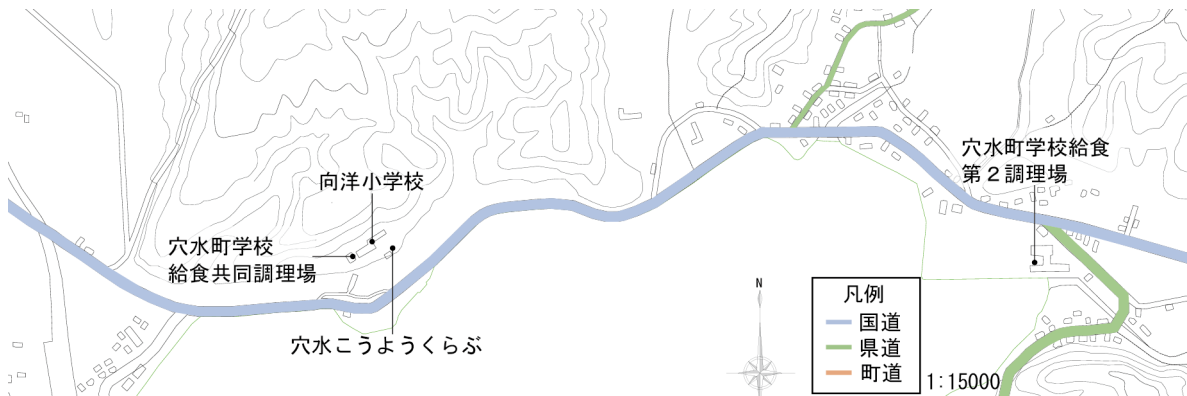 向洋小学校
穴水町学校
給食共同調理場
穴水こうようくらぶ
穴水町学校給食
第２調理場
N
凡例
国道
県道
町道
1:15000